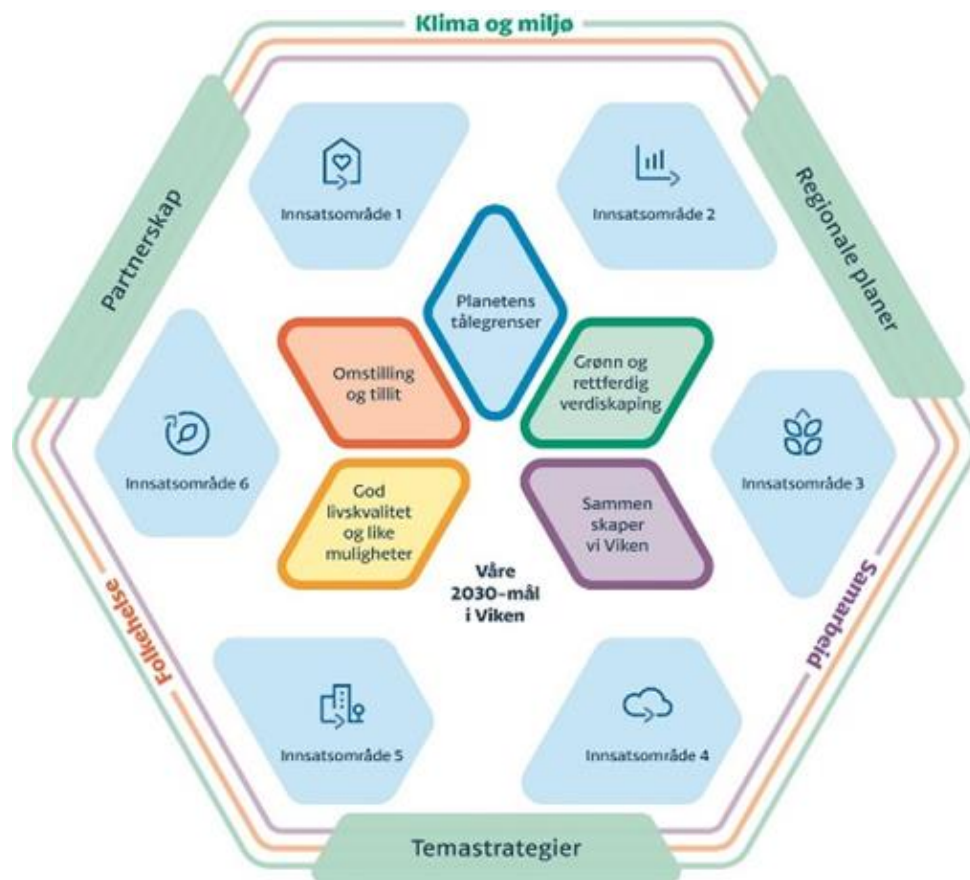 Klima og miljø
Partnerskap
Regionale planer
Innsatsområde 1
Innsatsområde 2
Planetens
tålegrenser
Omstilling
og tillit
Grønn og
rettferdig
verdiskaping
Innsatsområde 6
Innsatsområde 3
God
livskvalitet
og like
muligheter
Sammen
skaper
vi Viken
Våre
2030-mål
i Viken
Folkehelse
Samarbeid
Innsatsområde 5
Innsatsområde 4
Temastrategier